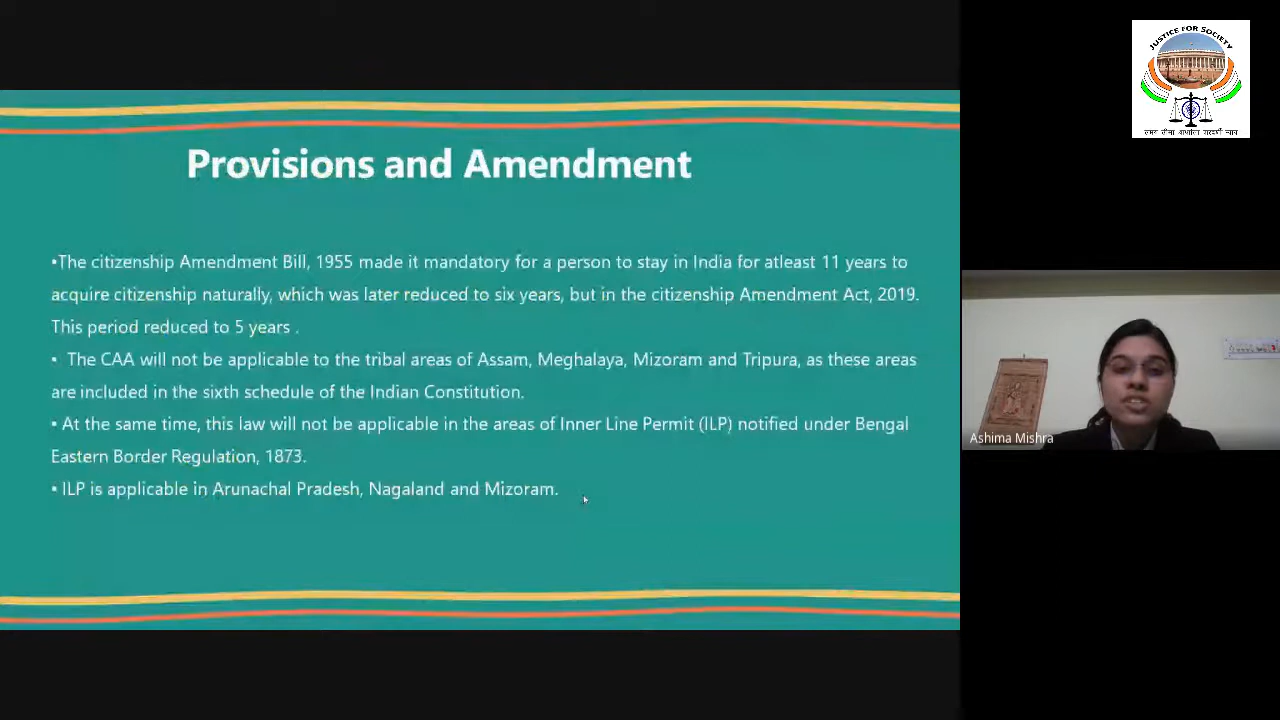 JUSTICE FOR SOCIETY
Provisions and Amendment
•The citizenship Amendment Bill, 1955 made it mandatory for a person to stay in India for atleast 11 years to
acquire citizenship naturally, which was later reduced to six years, but in the citizenship Amendment Act, 2019.
This period reduced to 5 years .
• The CAA will not be applicable to the tribal areas of Assam, Meghalaya, Mizoram and Tripura, as these areas
are included in the sixth schedule of the Indian Constitution.
• At the same time, this law will not be applicable in the areas of Inner Line Permit (ILP) notified under Bengal
Eastern Border Regulation, 1873.
• ILP is applicable in Arunachal Pradesh, Nagaland and Mizoram.
Ashima Mishra